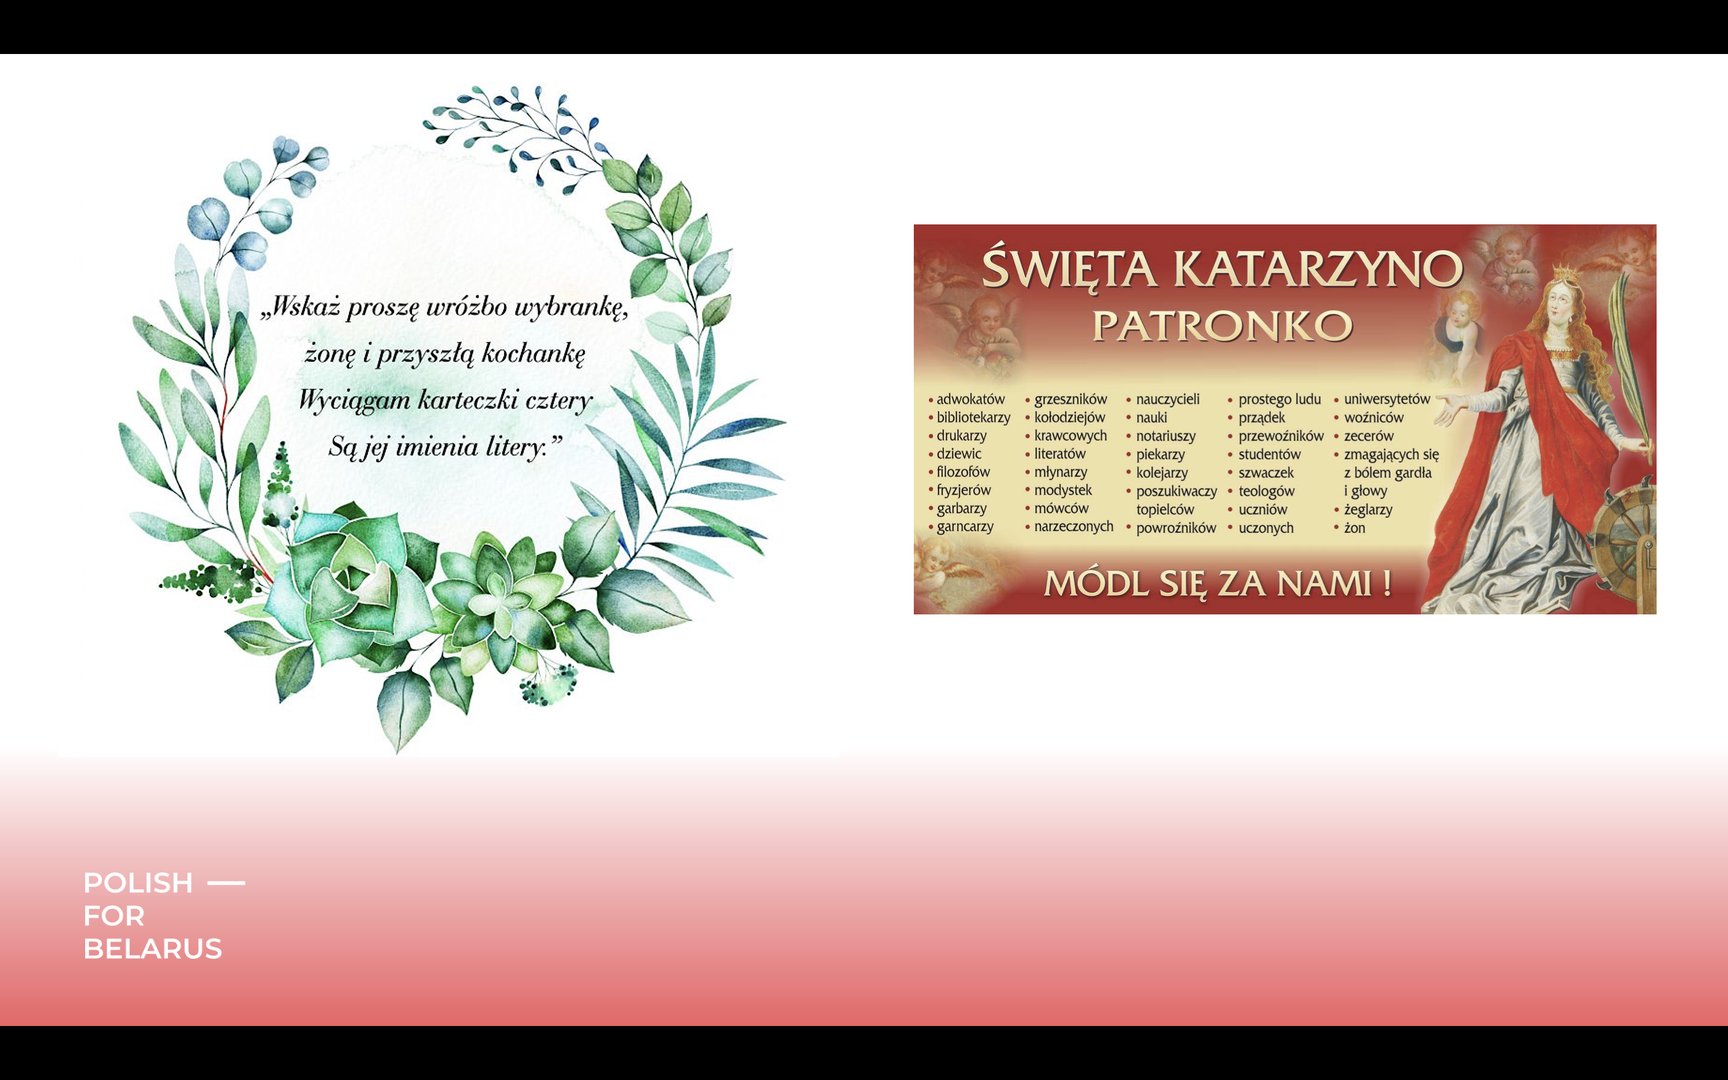 „Wskaż proszę wróżbo wybrankę,
żonę i przyszłą kochankę
Wyciągam karteczki cztery
Są jej imienia litery.”
ŚWIĘTA KATARZYNO
PATRONKO
• adwokatów
• bibliotekarzy
• drukarzy
• dziewic
• filozofów
• fryzjerów
• garbarzy
• garncarzy
• grzeszników
• kołodziejów
• krawcowych
• literatów
• młynarzy
• modystek
• mówców
• narzeczonych
• nauczycieli
• nauki
• notariuszy
• piekarzy
• kolejarzy
• poszukiwaczy
topielców
• powroźników
• prostego ludu
• prządek
• przewoźników
• studentów
• szwaczek
• teologów
• uczniów
• uczonych
• uniwersytetów
• woźniców
• zecerów
• zmagających się
z bólem gardła
i głowy
• żeglarzy
• żon
MÓDL SIĘ ZA NAMI !
POLISH —
FOR
BELARUS